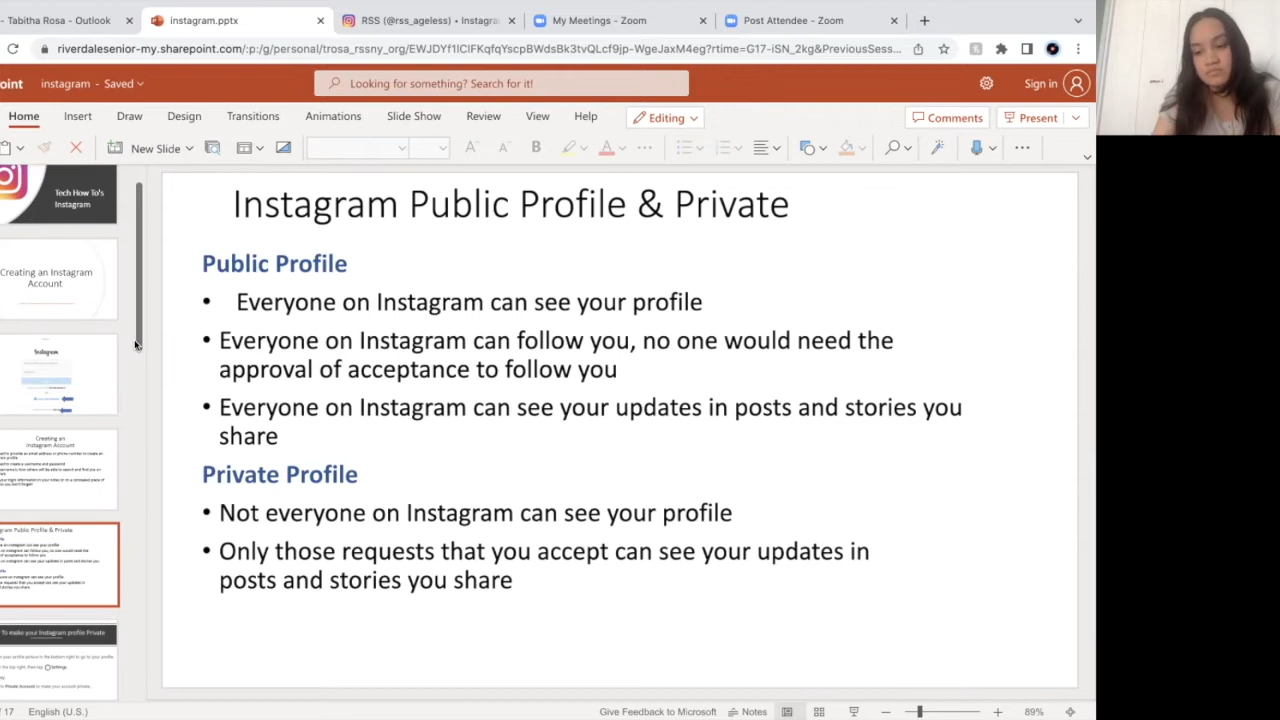 - Tabitha Rosa - Outlook
instagram.pptx
RSS (@rss_ageless) • Instagra
My Meetings - Zoom
Post Attendee - Zoom
riverdalesenior-my.sharepoint.com/:p:/g/personal/trosa_rssny_org/EWJDYf1lClFKqfqYscpBWdsBk3tvQLcf9jp-WgeJaxM4eg?rtime=G17-iSN_2kg&PreviousSess...
oint
instagram - Saved
Looking for something? Search for it!
Sign in
Home
Insert
Draw
Design
Transitions
Animations
Slide Show
Review
View
Help
Editing
Comments
Present
New Slide
Tech How To's
Instagram
Creating an Instagram
Account
Instagram
Creating an
Instagram Account
gram Public Profile & Private
To make your Instagram profile Private
Instagram Public Profile & Private
Public Profile
• Everyone on Instagram can see your profile
• Everyone on Instagram can follow you, no one would need the
approval of acceptance to follow you
• Everyone on Instagram can see your updates in posts and stories you
share
Private Profile
• Not everyone on Instagram can see your profile
• Only those requests that you accept can see your updates in
posts and stories you share
of 17
English (U.S.)
Give Feedback to Microsoft
Notes
89%